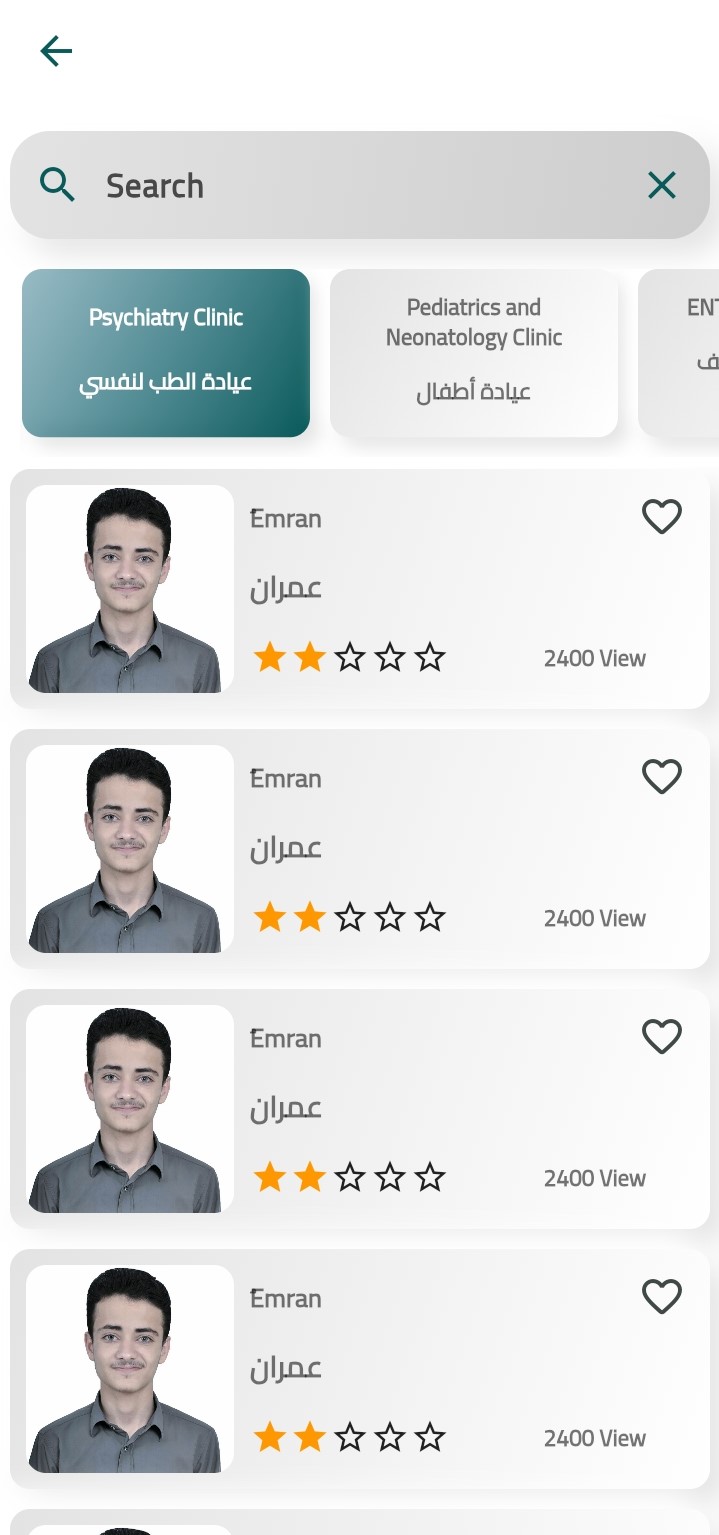 Search
Psychiatry Clinic
عيادة الطب لنفسي
Pediatrics and
Neonatology Clinic
عيادة أطفال
ENT
Emran
عمران
2400 View
Emran
عمران
2400 View
Emran
عمران
2400 View
Emran
عمران
2400 View